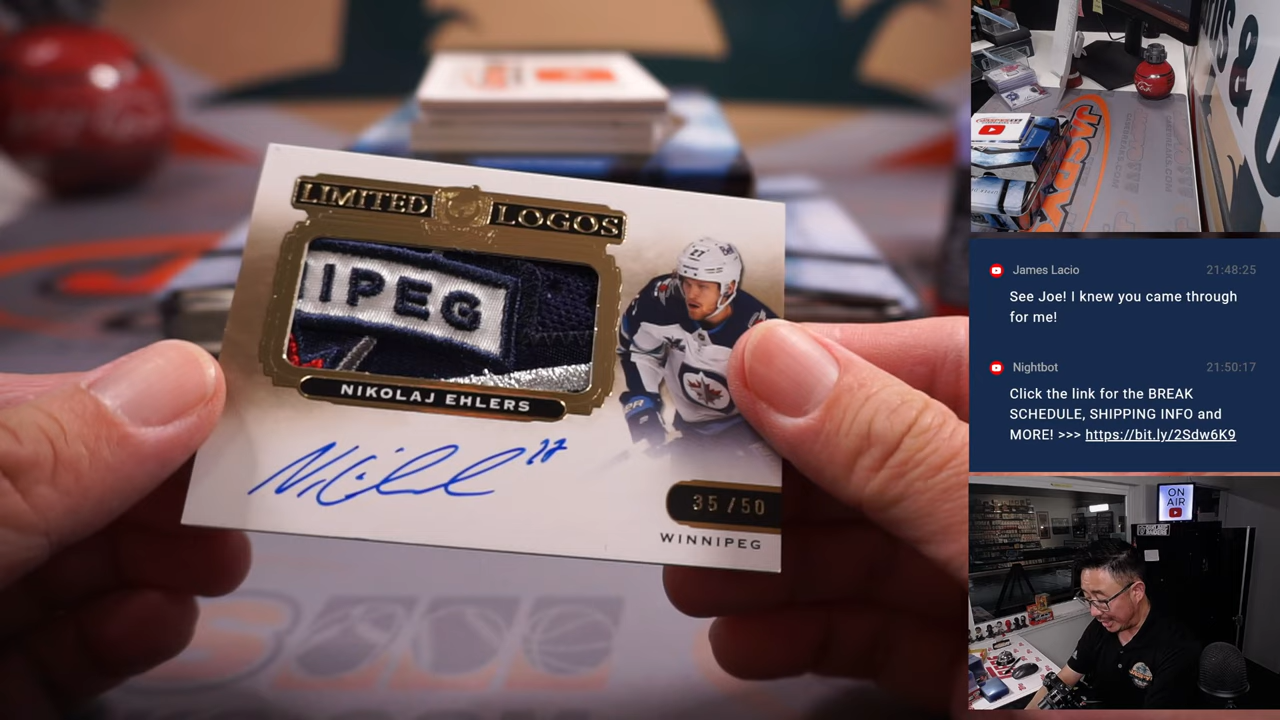 LIMITED LOGOS
IPEG
NIKOLAJ EHLERS
27
35/50
WINNIPEG
James Lacio 21:48:25
See Joe! I knew you came through
for me!
Nightbot 21:50:17
Click the link for the BREAK
SCHEDULE, SHIPPING INFO and
MORE! >>> https://bit.ly/2Sdw6K9
ON
AIR